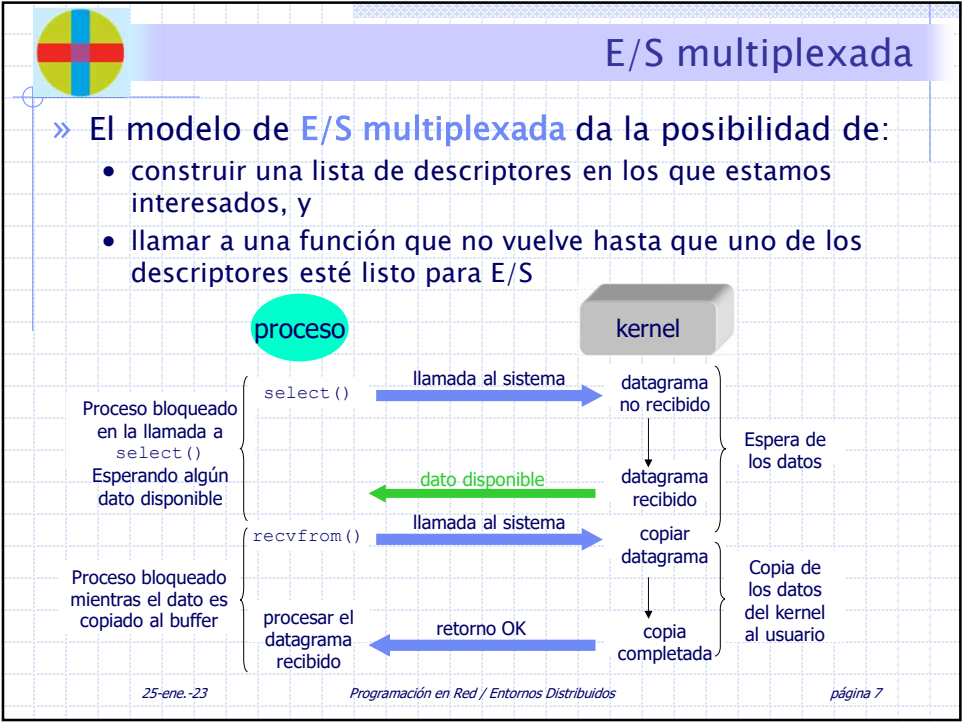 E/S multiplexada
» El modelo de E/S multiplexada da la posibilidad de:
• construir una lista de descriptores en los que estamos
interesados, y
• llamar a una función que no vuelve hasta que uno de los
descriptores esté listo para E/S
proceso
kernel
select()
llamada al sistema
datagrama
no recibido
Proceso bloqueado
en la llamada a
select()
Esperando algún
dato disponible
Espera de
los datos
dato disponible
datagrama
recibido
recvfrom()
llamada al sistema
copiar
datagrama
Proceso bloqueado
mientras el dato es
copiado al buffer
Copia de
los datos
del kernel
al usuario
procesar el
datagrama
recibido
retorno OK
copia
completada
25-ene.-23
Programación en Red / Entornos Distribuidos
página 7